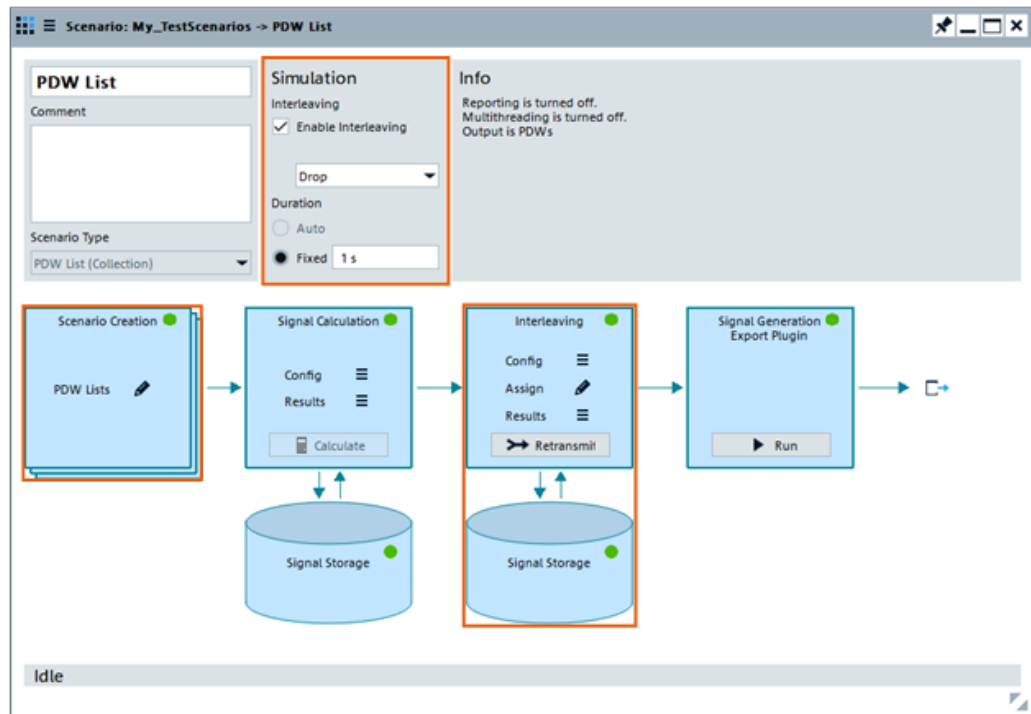 Scenario: My_TestScenarios -> PDW List
PDW List
Comment
Scenario Type
PDW List (Collection)
Simulation
Interleaving
Enable Interleaving
Drop
Duration
Auto
Fixed 1 s
Info
Reporting is turned off.
Multithreading is turned off.
Output is PDWs
Scenario Creation
PDW Lists
Signal Calculation
Config
Results
Calculate
Signal Storage
Interleaving
Config
Assign
Results
Retransmit
Signal Storage
Signal Generation
Export Plugin
Run
Idle